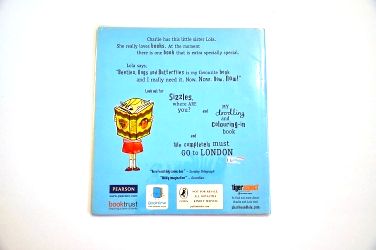 Charlie has this little sister Lola.
She really loves books. At the moment
there is one book that is extra specially special.
Lola says,
"Beetles, Bugs and Butterflies is my favourite book
and I really need it. Now. Now. Now. Now!"
Look out for
Sizzles,
where ARE
you?
and
my
doodling
and
Colouring-in
book
and
We completely must
GO to LONDON
PEARSON
booktrust
NOT FOR RESALE
tiger aspect